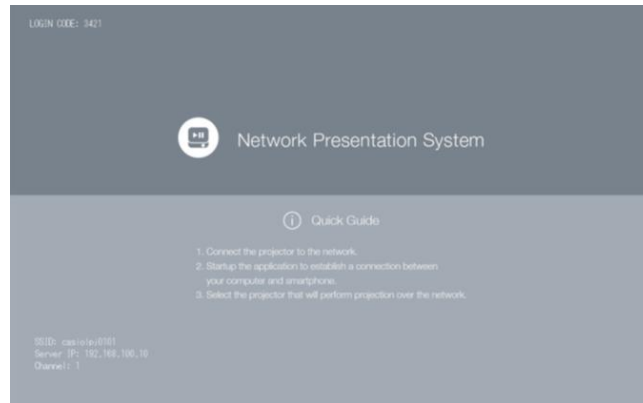 LOGIN CODE: 3421
Network Presentation System
Quick Guide
1. Connect the projector to the network.
2. Startup the application to establish a connection between
your computer and smartphone.
3. Select the projector that will perform projection over the network.
SSID:
Server IP: 192.168.100.10
Channel: 1